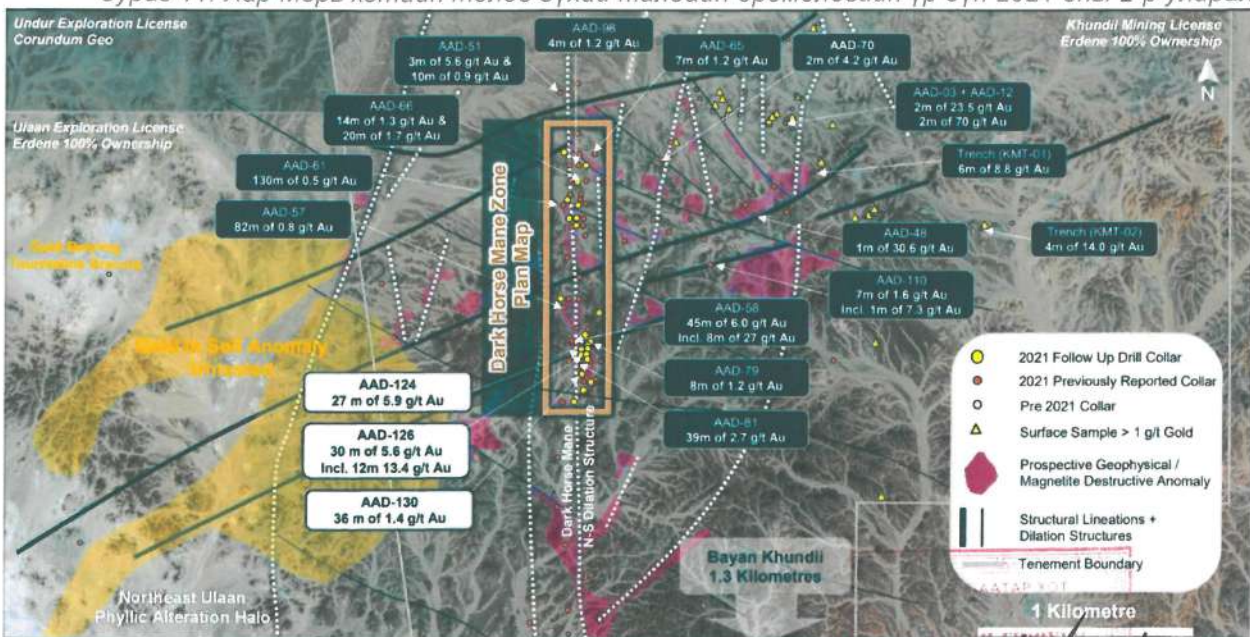 Undur Exploration License
Corundum Geo
Khundii Mining License
Erdene 100% Ownership
N
Ulaan Exploration License
Erdene 100% Ownership
AAD-98
4m of 1.2 g/t Au
AAD-51
3m of 5.6 g/t Au &
10m of 0.9 g/t Au
AAD-65
7m of 1.2 g/t Au
AAD-70
2m of 4.2 g/t Au
AAD-66
14m of 1.3 g/t Au &
20m of 1.7 g/t Au
AAD-03 + AAD-12
2m of 23.5 g/t Au
2m of 70 g/t Au
AAD-61
130m of 0.5 g/t Au
Trench (KMT-01)
6m of 8.8 g/t Au
AAD-57
82m of 0.8 g/t Au
AAD-48
1m of 30.6 g/t Au
Trench (KMT-02)
4m of 14.0 g/t Au
Dark Horse Mane Zone
Plan Map
AAD-110
7m of 1.6 g/t Au
Incl. 1m of 7.3 g/t Au
AAD-58
45m of 6.0 g/t Au
Incl. 8m of 27 g/t Au
AAD-79
8m of 1.2 g/t Au
AAD-81
39m of 2.7 g/t Au
Soil Anomaly
AAD-124
27 m of 5.9 g/t Au
AAD-126
30 m of 5.6 g/t Au
Incl. 12m 13.4 g/t Au
AAD-130
36 m of 1.4 g/t Au
Dark Horse Mane
N-S Dilation Structure
Bayan Khundii
1.3 Kilometres
Northeast Ulaan
Phyllic Alteration Halo
2021 Follow Up Drill Collar
2021 Previously Reported Collar
Pre 2021 Collar
Surface Sample > 1 g/t Gold
Prospective Geophysical /
Magnetite Destructive Anomaly
Structural Lineations +
Dilation Structures
Tenement Boundary
1 Kilometre